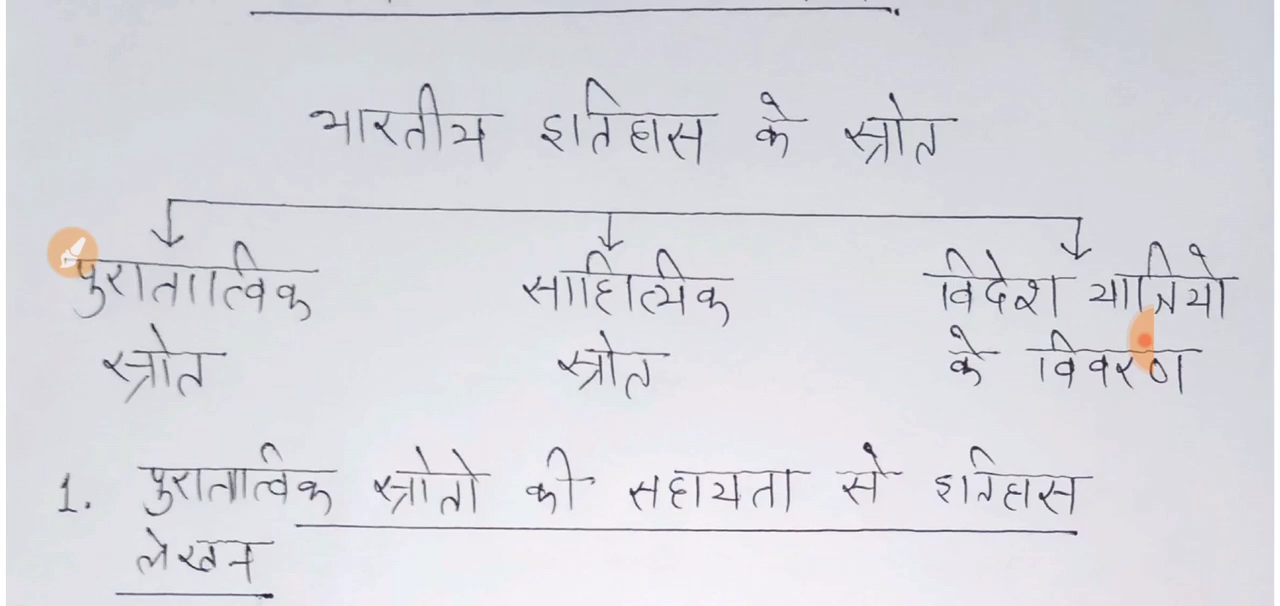 भारतीय इतिहास के स्त्रोत
पुरातात्विक साहित्यिक विदेश यात्रियो
स्त्रोत स्त्रोत के विवरण
1. पुरातात्विक स्त्रोतो की सहायता से इतिहास
लेखन